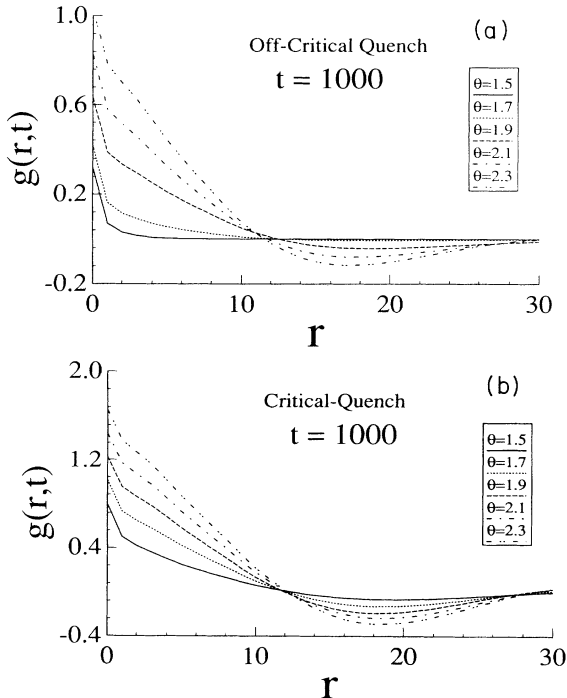 (a)
Off-Critical Quench
t = 1000
g(r,t)
1.0
0.6
0.2
-0.2
θ=1.5
θ=1.7
θ=1.9
θ=2.1
θ=2.3
0
10
20
30
r
(b)
Critical-Quench
t = 1000
g(r,t)
2.0
1.2
0.4
-0.4
θ=1.5
θ=1.7
θ=1.9
θ=2.1
θ=2.3
0
10
20
30
r